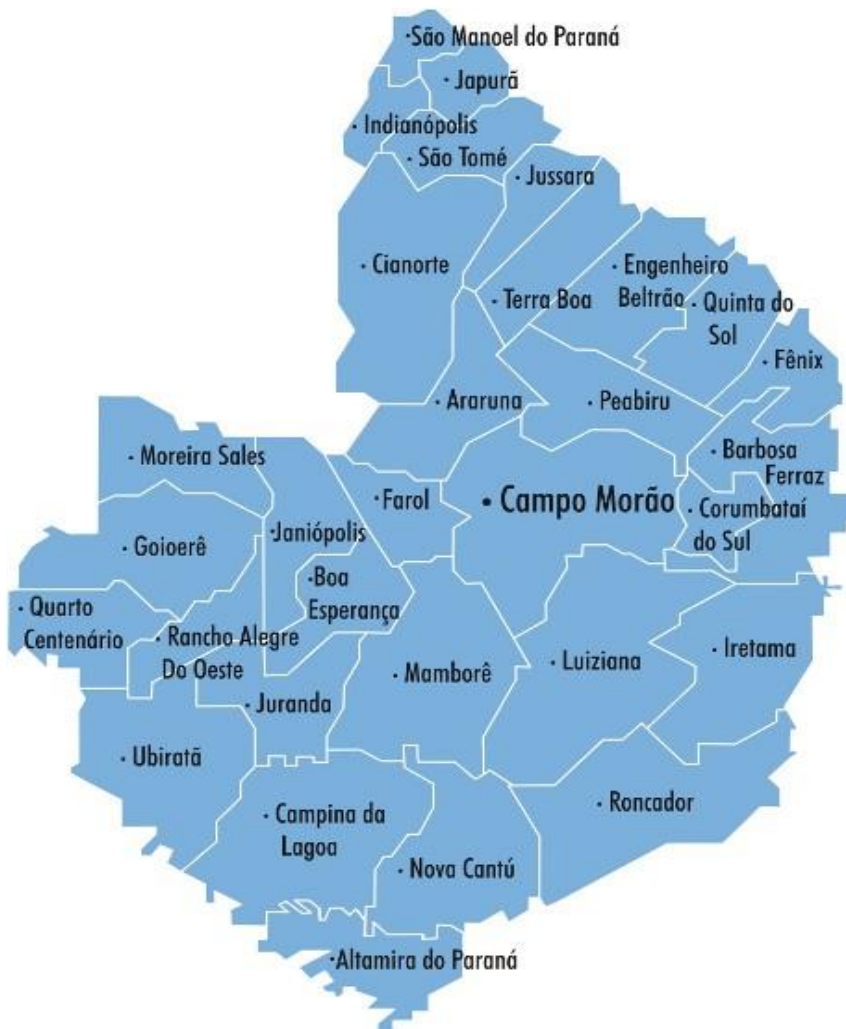 São Manoel do Paraná
Japurã
Indianópolis
São Tomé
Jussara
Cianorte
Engenheiro
Beltrão
Terra Boa
Quinta do
Sol
Fênix
Araruna
Peabiru
Moreira Sales
Barbosa
Ferraz
Farol
Campo Morão
Corumbataí
do Sul
Goioerê
Janiópolis
Boa
Esperança
Quarto
Centenário
Rancho Alegre
Do Oeste
Mamborê
Luiziana
Iretama
Juranda
Ubiratã
Roncador
Campina da
Lagoa
Nova Cantú
Altamira do Paraná